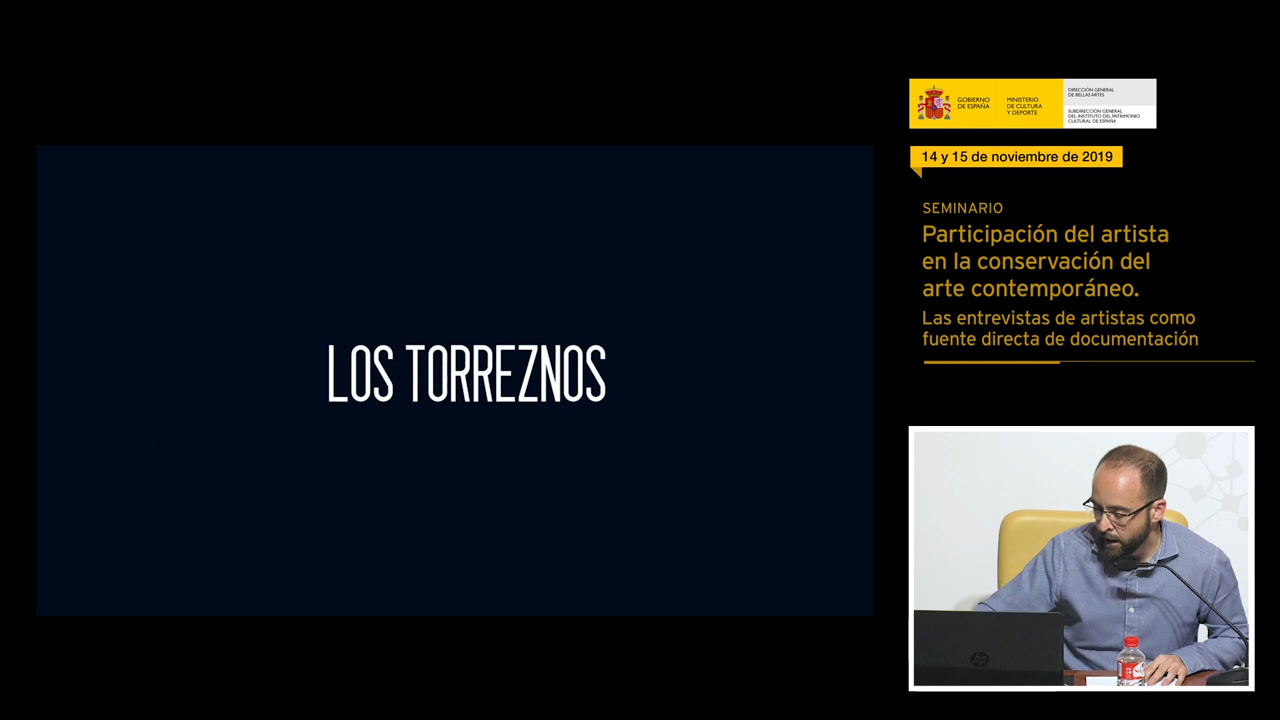 LOS TORREZNOS
GOBIERNO
DE ESPAÑA
MINISTERIO
DE CULTURA
Y DEPORTE
DIRECCIÓN GENERAL
DE BELLAS ARTES
SUBDIRECCIÓN GENERAL
DEL INSTITUTO DEL PATRIMONIO
CULTURAL DE ESPAÑA
14 y 15 de noviembre de 2019
SEMINARIO
Participación del artista
en la conservación del
arte contemporáneo.
Las entrevistas de artistas como
fuente directa de documentación
hp